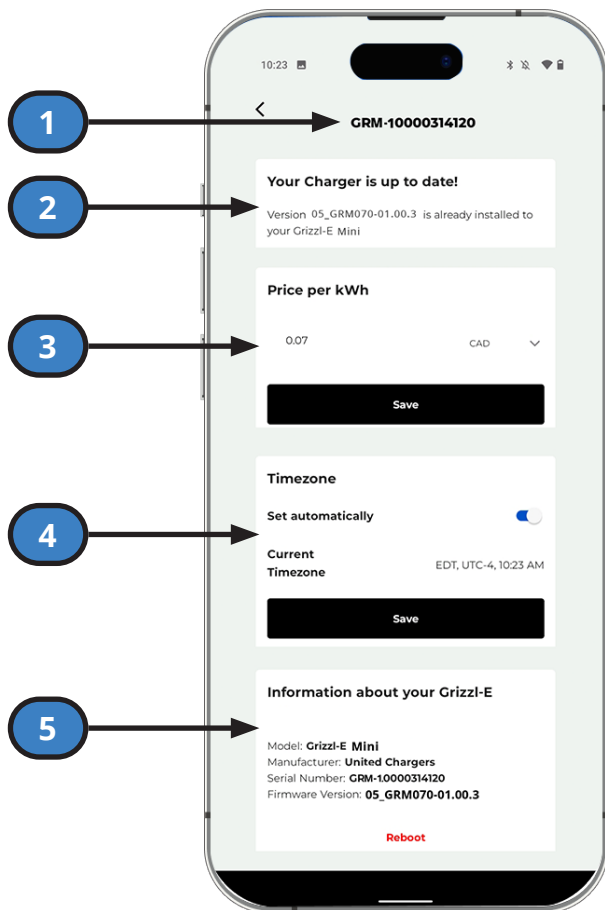 10:23
1
GRM-10000314120
2
Your Charger is up to date!
Version 05_GRM070-01.00.3 is already installed to
your Grizzl-E Mini
Price per kWh
3
0.07 CAD
Save
Timezone
Set automatically
4
Current
Timezone
EDT, UTC-4, 10:23 AM
Save
Information about your Grizzl-E
5
Model: Grizzl-E Mini
Manufacturer: United Chargers
Serial Number: GRM-10000314120
Firmware Version: 05_GRM070-01.00.3
Reboot